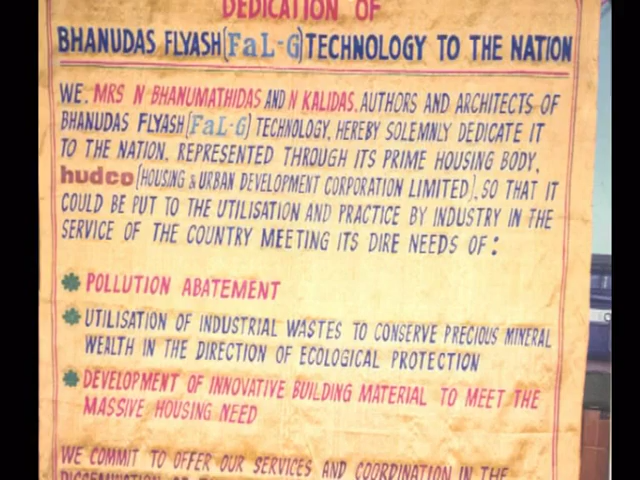 DEDICATION OF
BHANUDAS FLYASH (FaL-G) TECHNOLOGY TO THE NATION
WE, MRS N BHANUMATHIDAS AND N KALIDAS, AUTHORS AND ARCHITECTS OF
BHANUDAS FLYASH (FaL-G) TECHNOLOGY, HEREBY SOLEMNLY DEDICATE IT
TO THE NATION, REPRESENTED THROUGH ITS PRIME HOUSING BODY,
hudco (HOUSING & URBAN DEVELOPMENT CORPORATION LIMITED), SO THAT IT
COULD BE PUT TO THE UTILISATION AND PRACTICE BY INDUSTRY IN THE
SERVICE OF THE COUNTRY MEETING ITS DIRE NEEDS OF:
POLLUTION ABATEMENT
UTILISATION OF INDUSTRIAL WASTES TO CONSERVE PRECIOUS MINERAL
WEALTH IN THE DIRECTION OF ECOLOGICAL PROTECTION
DEVELOPMENT OF INNOVATIVE BUILDING MATERIAL TO MEET THE
MASSIVE HOUSING NEED
WE COMMIT TO OFFER OUR SERVICES AND COORDINATION IN THE